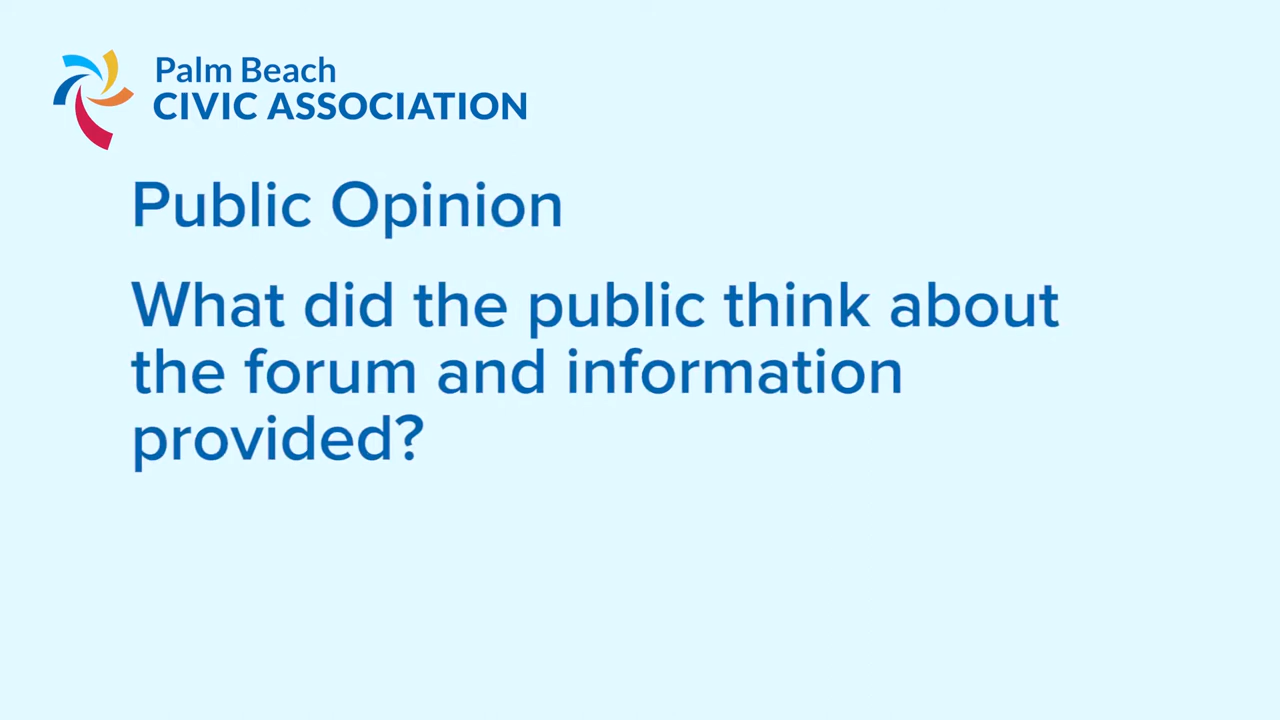 Palm Beach
CIVIC ASSOCIATION
Public Opinion
What did the public think about
the forum and information
provided?